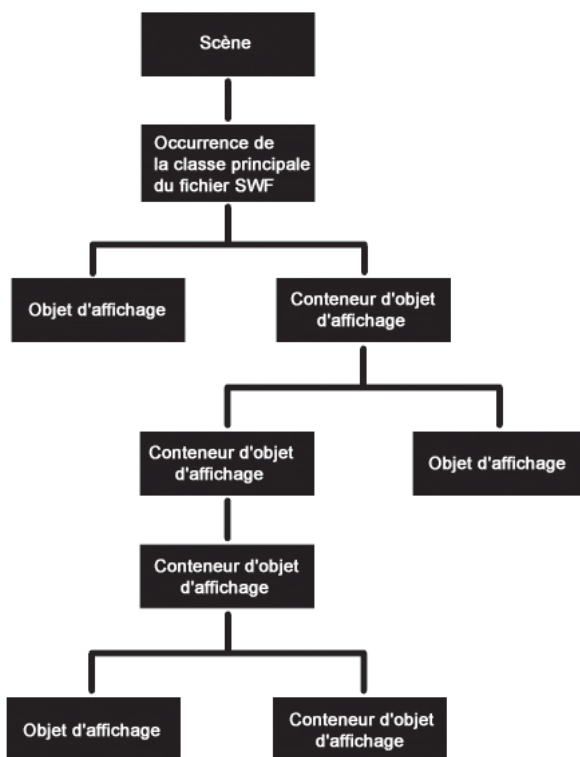 Scène
Occurrence de
la classe principale
du fichier SWF
Objet d'affichage
Conteneur d'objet
d'affichage
Conteneur d'objet
d'affichage
Objet d'affichage
Conteneur d'objet
d'affichage
Objet d'affichage
Conteneur d'objet
d'affichage